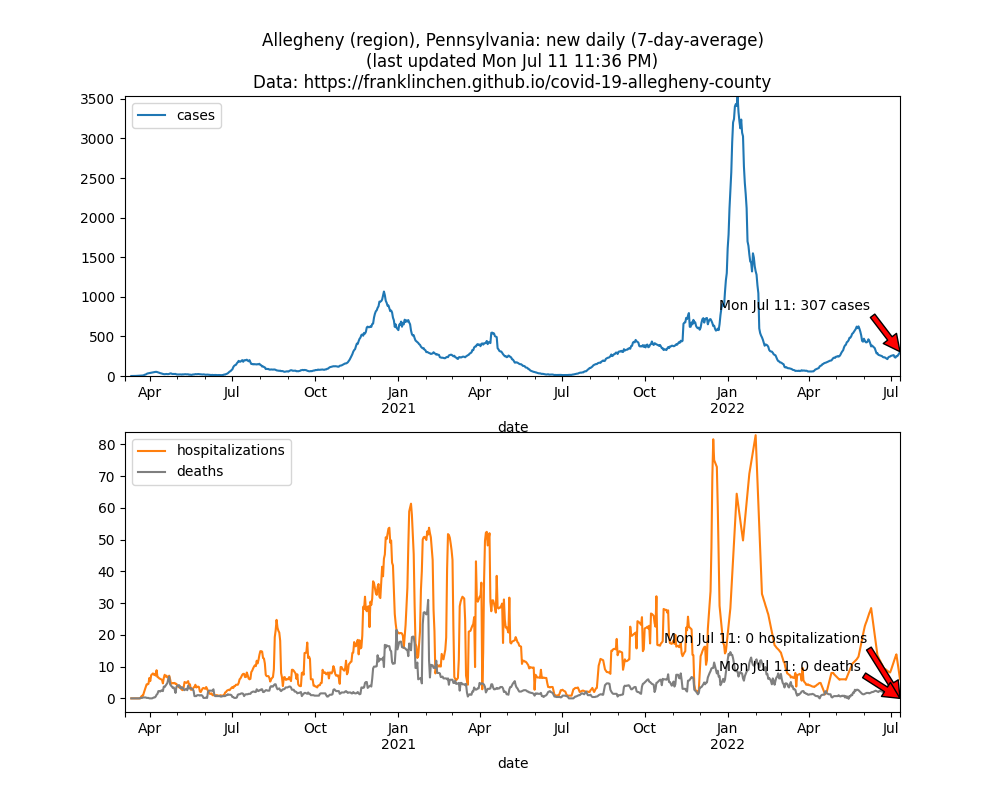 Allegheny (region), Pennsylvania: new daily (7-day-average)
(last updated Mon Jul 11 11:36 PM)
Data: https://franklinchen.github.io/covid-19-allegheny-county
3500
3000
2500
2000
1500
1000
500
0
cases
Mon Jul 11: 307 cases
Apr Jul Oct Jan Apr Jul Oct Jan Apr Jul
2021 2022
date
80
70
60
50
40
30
20
10
0
hospitalizations
deaths
Mon Jul 11: 0 hospitalizations
Mon Jul 11: 0 deaths
Apr Jul Oct Jan Apr Jul Oct Jan Apr Jul
2021 2022
date